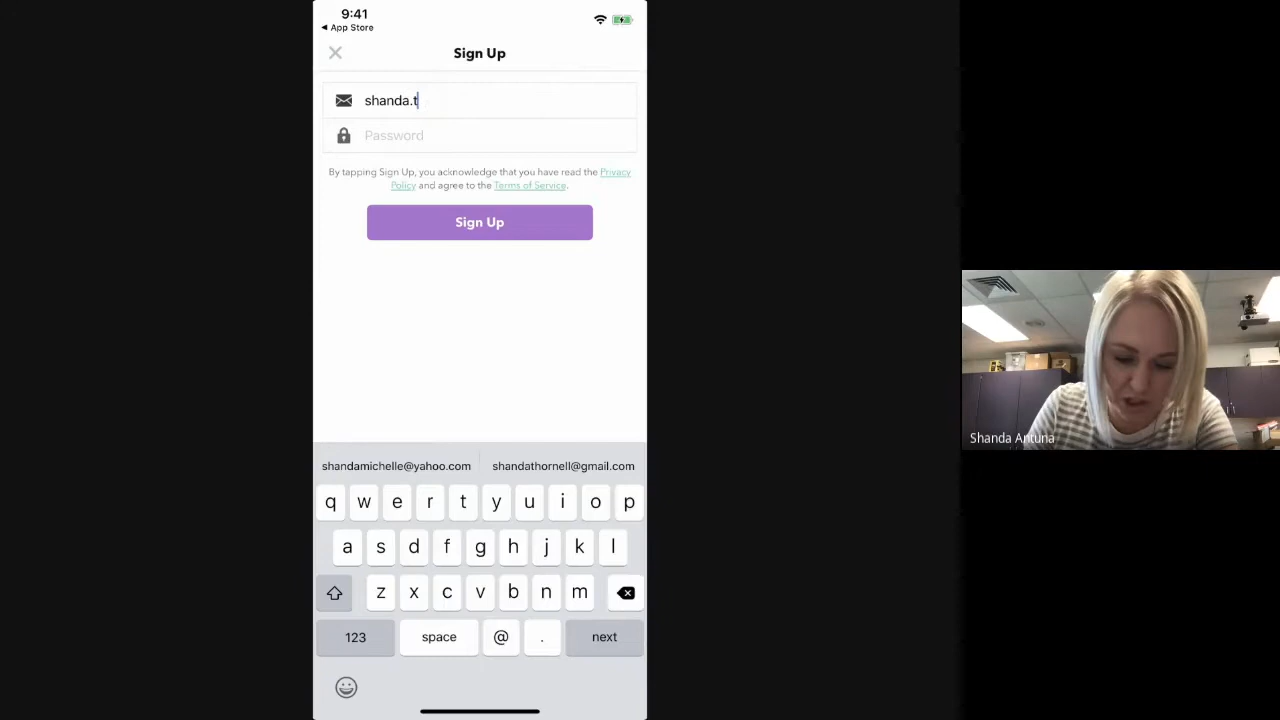 9:41
App Store
Sign Up
shanda.t
Password
By tapping Sign Up, you acknowledge that you have read the Privacy
Policy and agree to the Terms of Service.
Sign Up
shandamichelle@yahoo.com shandathornell@gmail.com
q w e r t y u i o p
a s d f g h j k l
z x c v b n m
123 space @ . next
Shanda Antuna